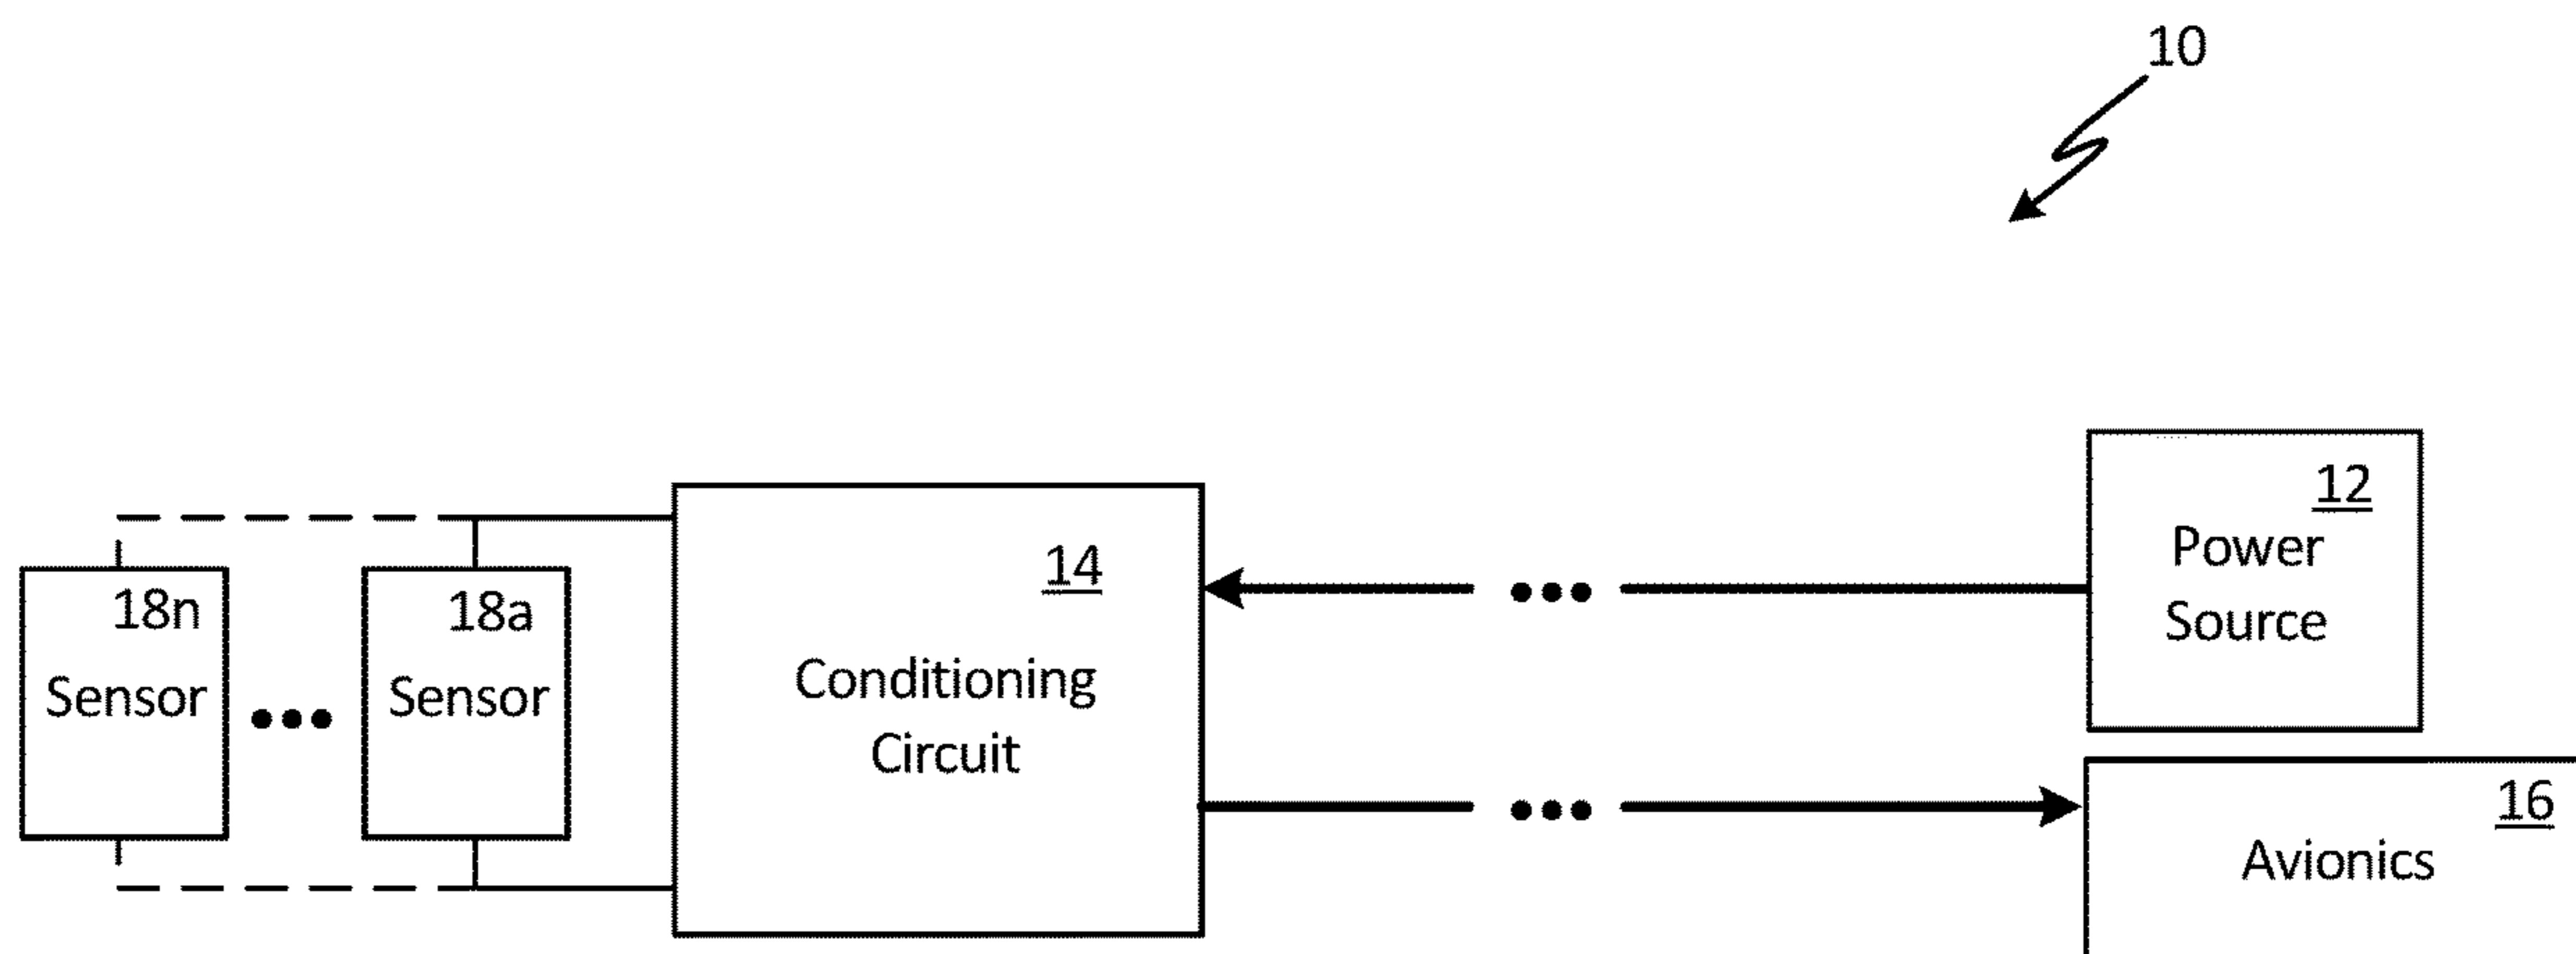 10
12
Power
Source
14
Conditioning
Circuit
18n
Sensor
18a
Sensor
16
Avionics